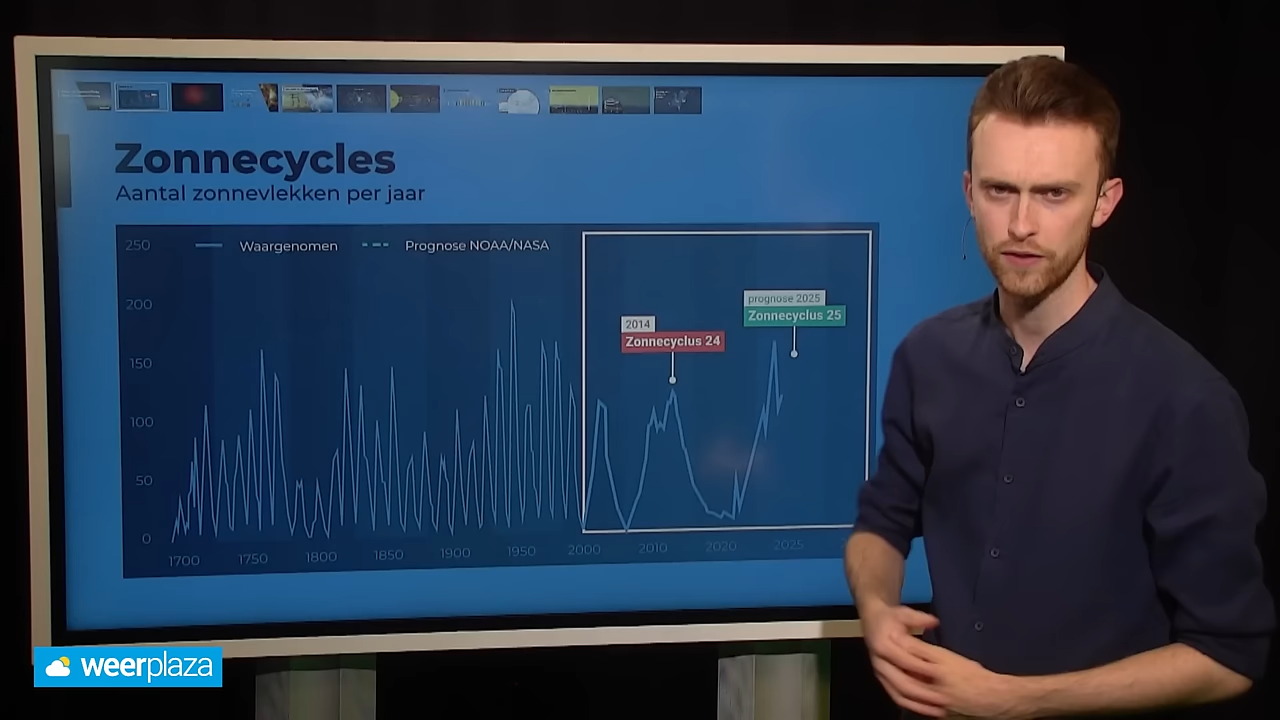 Zonnecycles
Aantal zonnevlekken per jaar
Waargenomen
Prognose NOAA/NASA
250
200
150
100
50
0
2014
Zonnecyclus 24
prognose 2025
Zonnecyclus 25
1700
1750
1800
1850
1900
1950
2000
2010
2020
2025
weerplaza